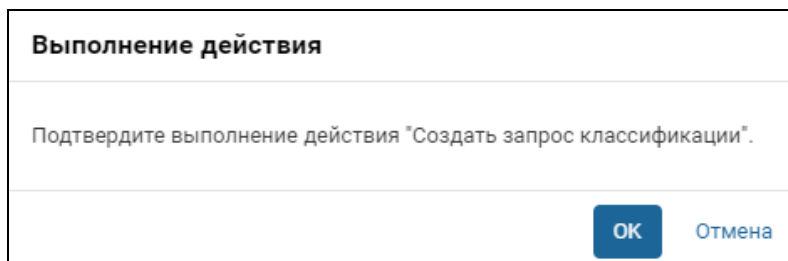 Выполнение действия
Подтвердите выполнение действия "Создать запрос классификации".
ОК Отмена